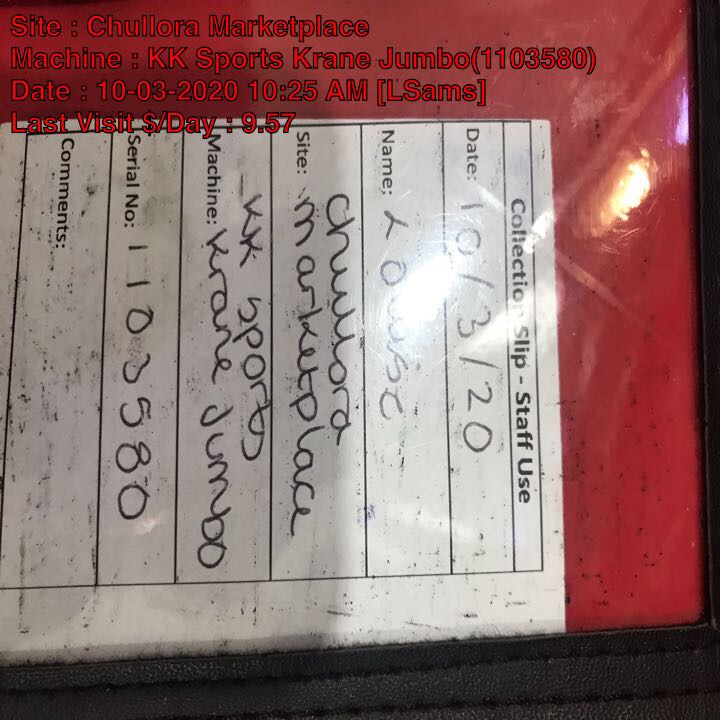 Site : Chullora Marketplace
Machine : KK Sports Krane Jumbo(1103580)
Date : 10-03-2020 10:25 AM [LSams]
Last Visit $/Day : 9.57
Collection Slip - Staff Use
Date: 10/3/20
Name: Louise
Site: Chullora
Marketplace
Machine: KK Sports
Krane Jumbo
Serial No: 1103580
Comments: